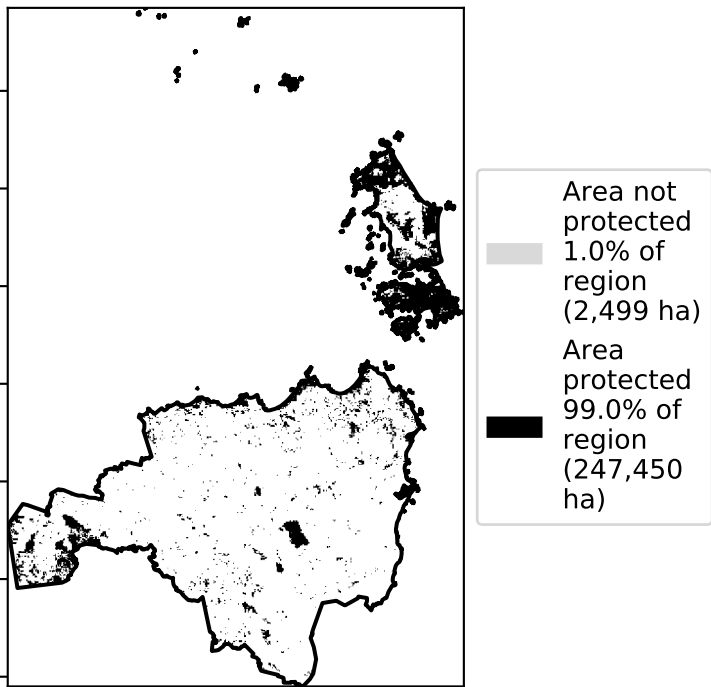 Area not
protected
1.0% of
region
(2,499 ha)
Area
protected
99.0% of
region
(247,450
ha)